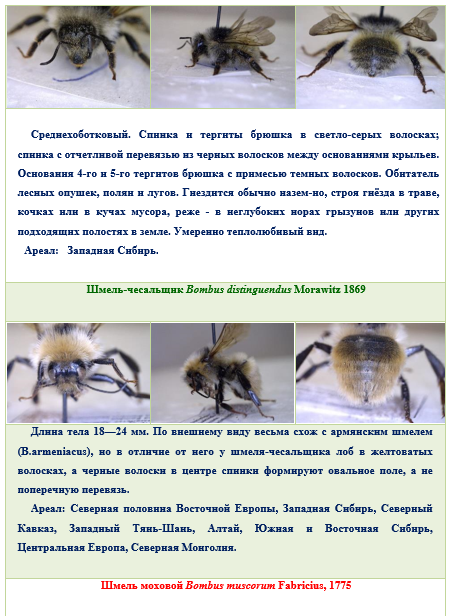 Среднехоботковый. Спинка и тергиты брюшка в светло-серых волосках;
спинка с отчетливой перевязью из черных волосков между основаниями крыльев.
Основания 4-го и 5-го тергитов брюшка с примесью темных волосков. Обитатель
лесных опушек, полян и лугов. Гнездится обычно назем-но, строя гнёзда в траве,
кочках или в кучах мусора, реже - в неглубоких норах грызунов или других
подходящих полостях в земле. Умеренно теплолюбивый вид.
Ареал: Западная Сибирь.
Шмель-чесальщик Bombus distinguendus Morawitz 1869
Длина тела 18—24 мм. По внешнему виду весьма схож с армянским шмелем
(B.armeniacus), но в отличие от него у шмеля-чесальщика лоб в желтоватых
волосках, а черные волоски в центре спинки формируют овальное поле, а не
поперечную перевязь.
Ареал: Северная половина Восточной Европы, Западная Сибирь, Северный
Кавказ, Западный Тянь-Шань, Алтай, Южная и Восточная Сибирь,
Центральная Европа, Северная Монголия.
Шмель моховой Bombus muscorum Fabricius, 1775